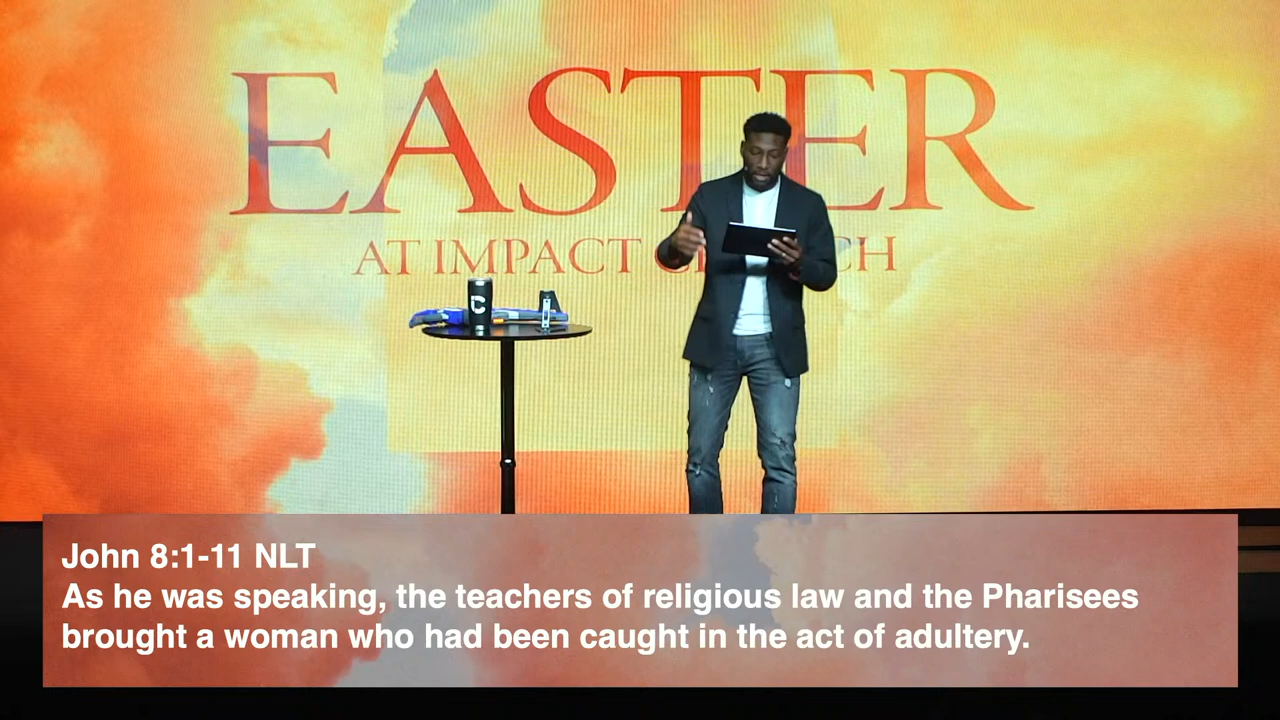 EASTER
AT IMPACT CHURCH
John 8:1-11 NLT
As he was speaking, the teachers of religious law and the Pharisees
brought a woman who had been caught in the act of adultery.